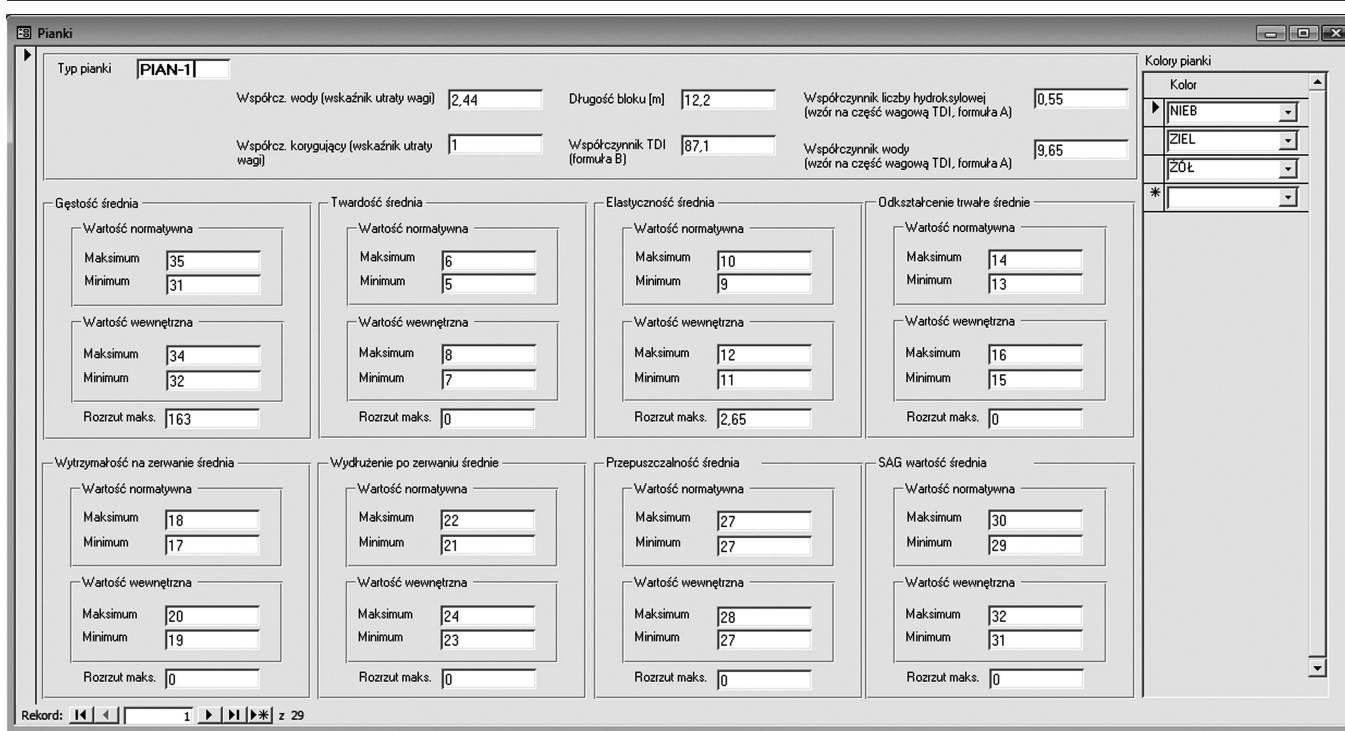 Pianki
Typ pianki PIAN-1
Współcz. wody (wskaźnik utraty wagi) 2,44
Długość bloku [m] 12,2
Współczynnik liczby hydroksylowej
(wzór na część wagową TDI, formuła A) 0,55
Współcz. korygujący (wskaźnik utraty
wagi) 1
Współczynnik TDI
(formuła B) 87,1
Współczynnik wody
(wzór na część wagową TDI, formuła A) 9,65
Kolory pianki
Kolor
NIEB
ZIEL
ŻÓŁ
Gęstość średnia
Wartość normatywna
Maksimum 35
Minimum 31
Wartość wewnętrzna
Maksimum 34
Minimum 32
Rozrzut maks. 163
Twardość średnia
Wartość normatywna
Maksimum 6
Minimum 5
Wartość wewnętrzna
Maksimum 8
Minimum 7
Rozrzut maks. 0
Elastyczność średnia
Wartość normatywna
Maksimum 10
Minimum 9
Wartość wewnętrzna
Maksimum 12
Minimum 11
Rozrzut maks. 2,65
Odkształcenie trwałe średnie
Wartość normatywna
Maksimum 14
Minimum 13
Wartość wewnętrzna
Maksimum 16
Minimum 15
Rozrzut maks. 0
Wytrzymałość na zerwanie średnia
Wartość normatywna
Maksimum 18
Minimum 17
Wartość wewnętrzna
Maksimum 20
Minimum 19
Rozrzut maks. 0
Wydłużenie po zerwaniu średnie
Wartość normatywna
Maksimum 22
Minimum 21
Wartość wewnętrzna
Maksimum 24
Minimum 23
Rozrzut maks. 0
Przepuszczalność średnia
Wartość normatywna
Maksimum 27
Minimum 27
Wartość wewnętrzna
Maksimum 28
Minimum 27
Rozrzut maks. 0
SAG wartość średnia
Wartość normatywna
Maksimum 30
Minimum 29
Wartość wewnętrzna
Maksimum 32
Minimum 31
Rozrzut maks. 0
Rekord: 1 z 29